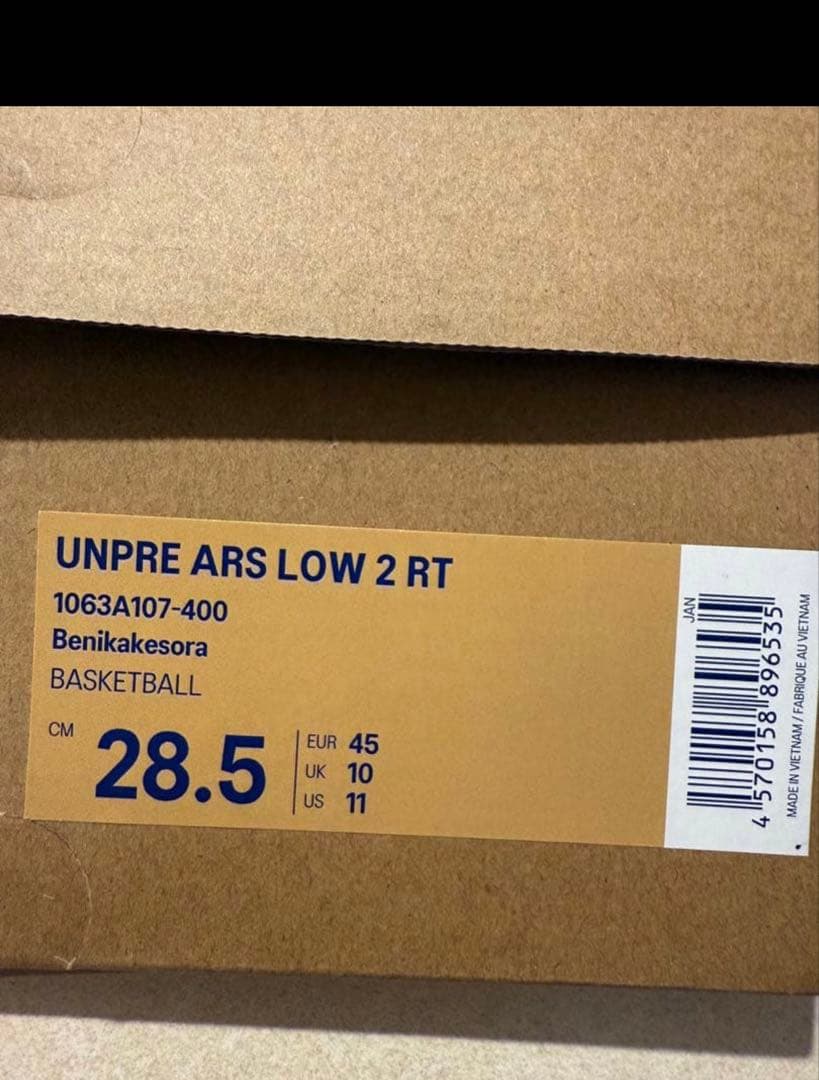 UNPRE ARS LOW 2 RT
1063A107-400
Benikakesora
BASKETBALL
CM 28.5
EUR 45
UK 10
US 11
JAN
4 570158 896535
MADE IN VIETNAM / FABRIQUE AU VIETNAM